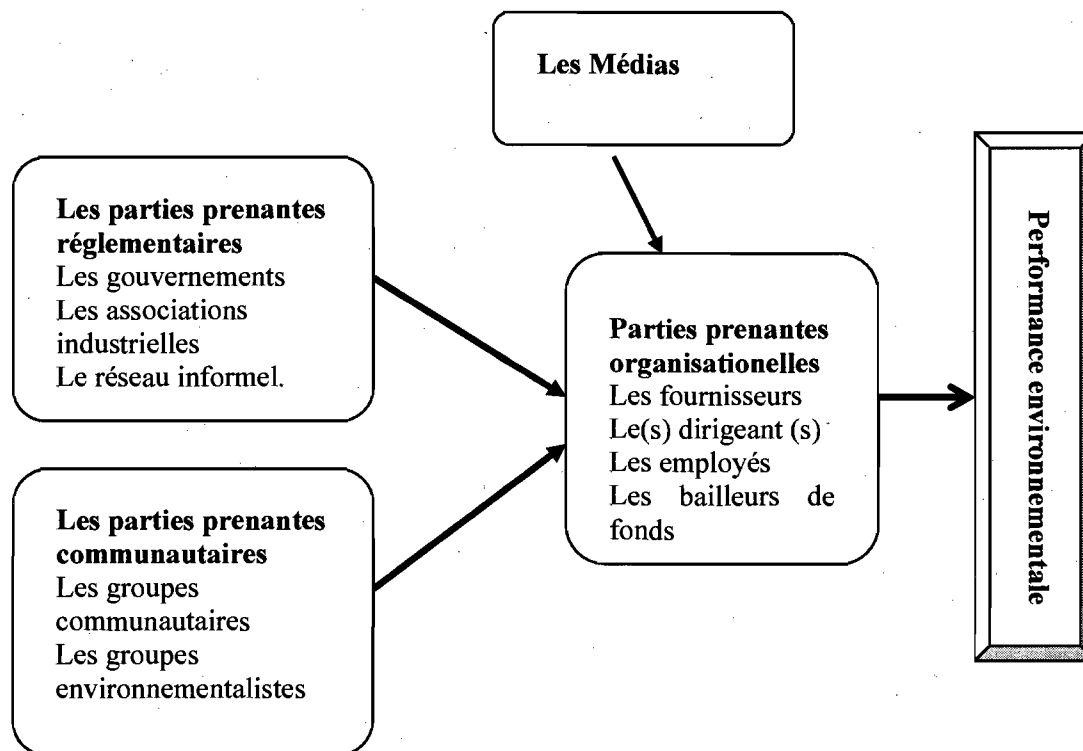 Les Médias
Les parties prenantes
réglementaires
Les gouvernements
Les associations
industrielles
Le réseau informel.
Les parties prenantes
communautaires
Les groupes
communautaires
Les groupes
environnementalistes
Parties prenantes
organisationelles
Les fournisseurs
Le(s) dirigeant (s)
Les employés
Les bailleurs de
fonds
Performance environnementale